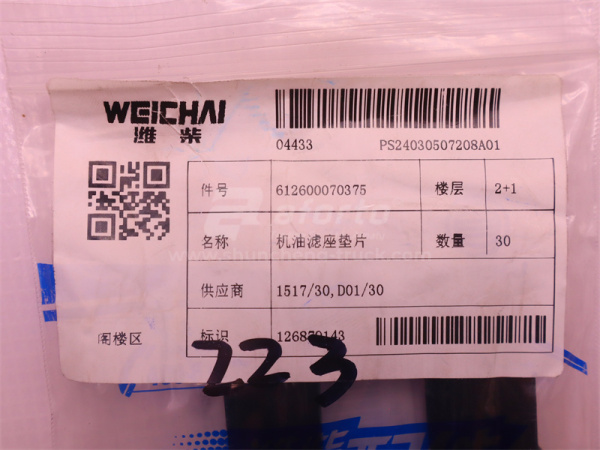 WEICHAI
潍柴
04433 PS24030507208A01
件号 612600070375 楼层 2+1
名称 机油滤座垫片 数量 30
供应商 1517/30,D01/30
阁楼区 标识
223